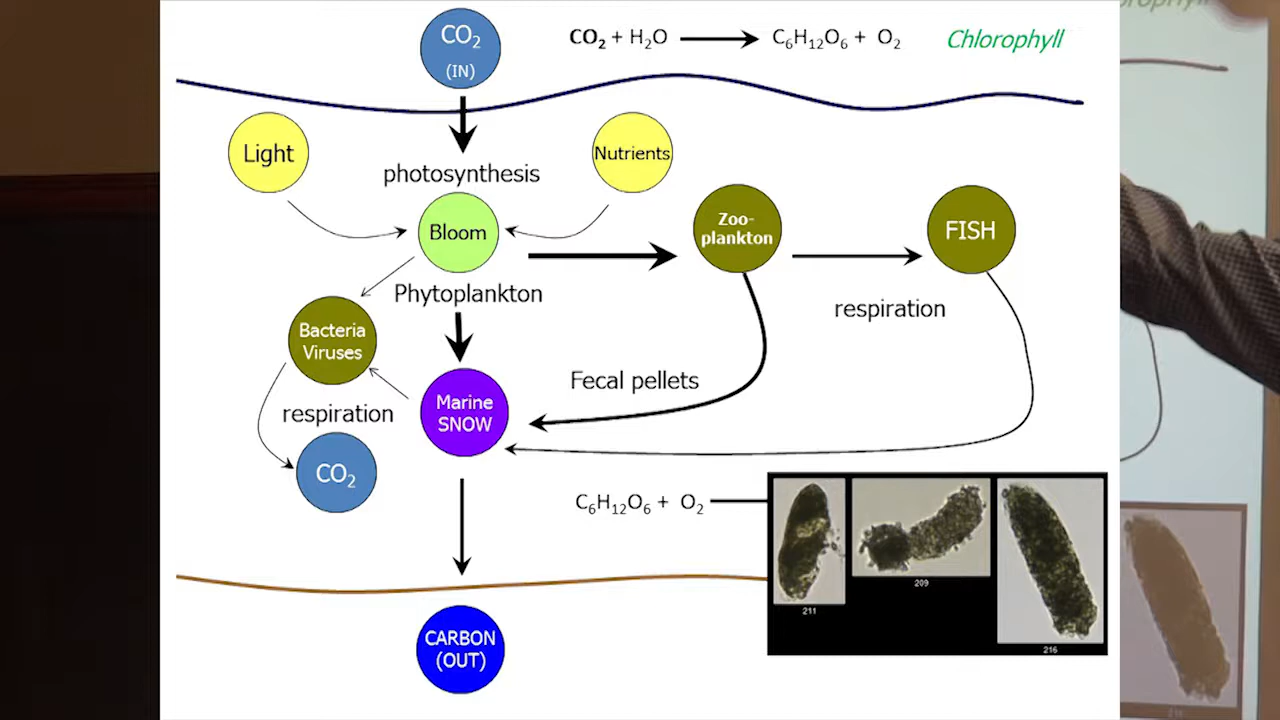 CO₂
(IN)
CO₂ + H₂O ⟶ C₆H₁₂O₆ + O₂
Chlorophyll
Light
Nutrients
photosynthesis
Bloom
Zoo-
plankton
FISH
Phytoplankton
respiration
Bacteria
Viruses
Fecal pellets
Marine
SNOW
respiration
CO₂
C₆H₁₂O₆ + O₂
211
209
216
CARBON
(OUT)